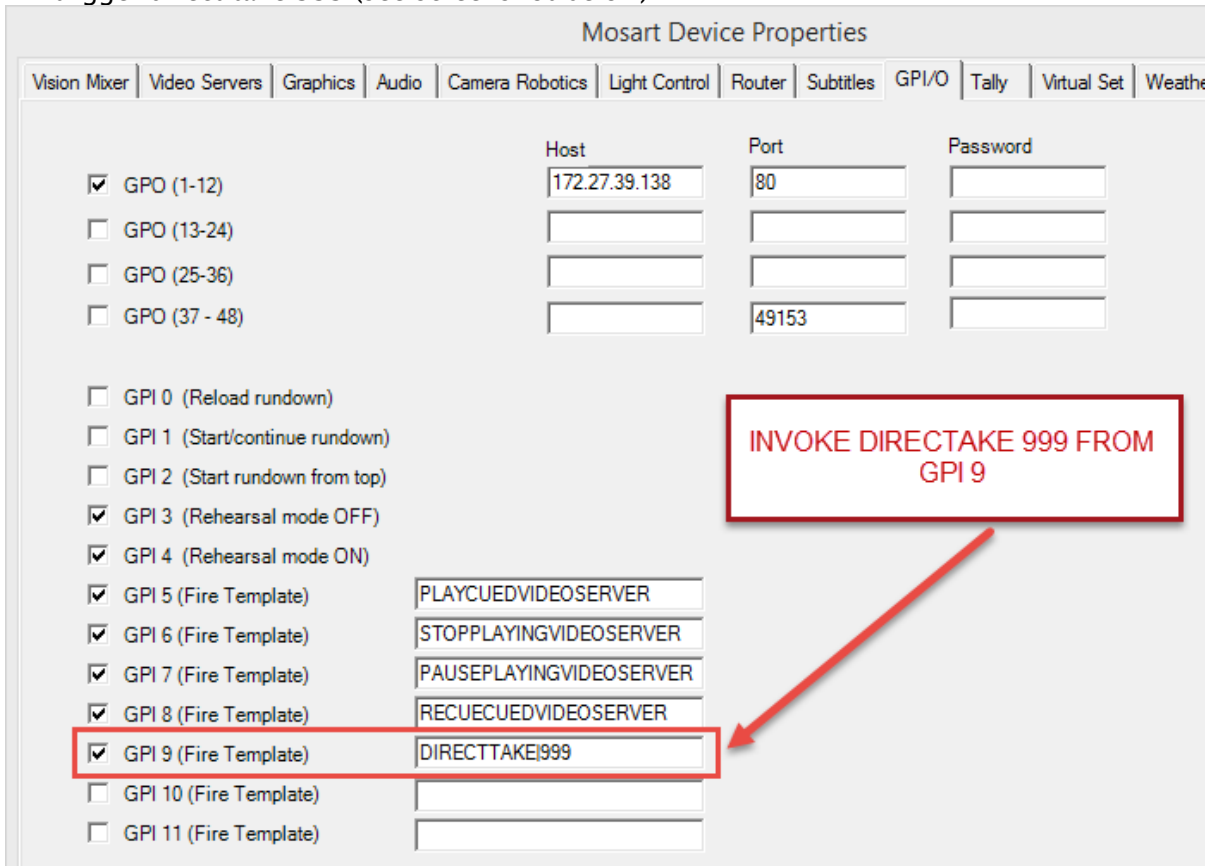 Mosart Device Properties
Vision Mixer Video Servers Graphics Audio Camera Robotics Light Control Router Subtitles GPI/O Tally Virtual Set Weathe
Host Port Password
GPO (1-12) 172.27.39.138 80
GPO (13-24)
GPO (25-36)
GPO (37 - 48) 49153
GPI 0 (Reload rundown)
GPI 1 (Start/continue rundown)
GPI 2 (Start rundown from top)
GPI 3 (Rehearsal mode OFF)
GPI 4 (Rehearsal mode ON)
INVOKE DIRECTAKE 999 FROM
GPI 9
GPI 5 (Fire Template) PLAYCUEDVIDEOSERVER
GPI 6 (Fire Template) STOPPLAYINGVIDEOSERVER
GPI 7 (Fire Template) PAUSEPLAYINGVIDEOSERVER
GPI 8 (Fire Template) RECUECUEDVIDEOSERVER
GPI 9 (Fire Template) DIRECTTAKE|999
GPI 10 (Fire Template)
GPI 11 (Fire Template)